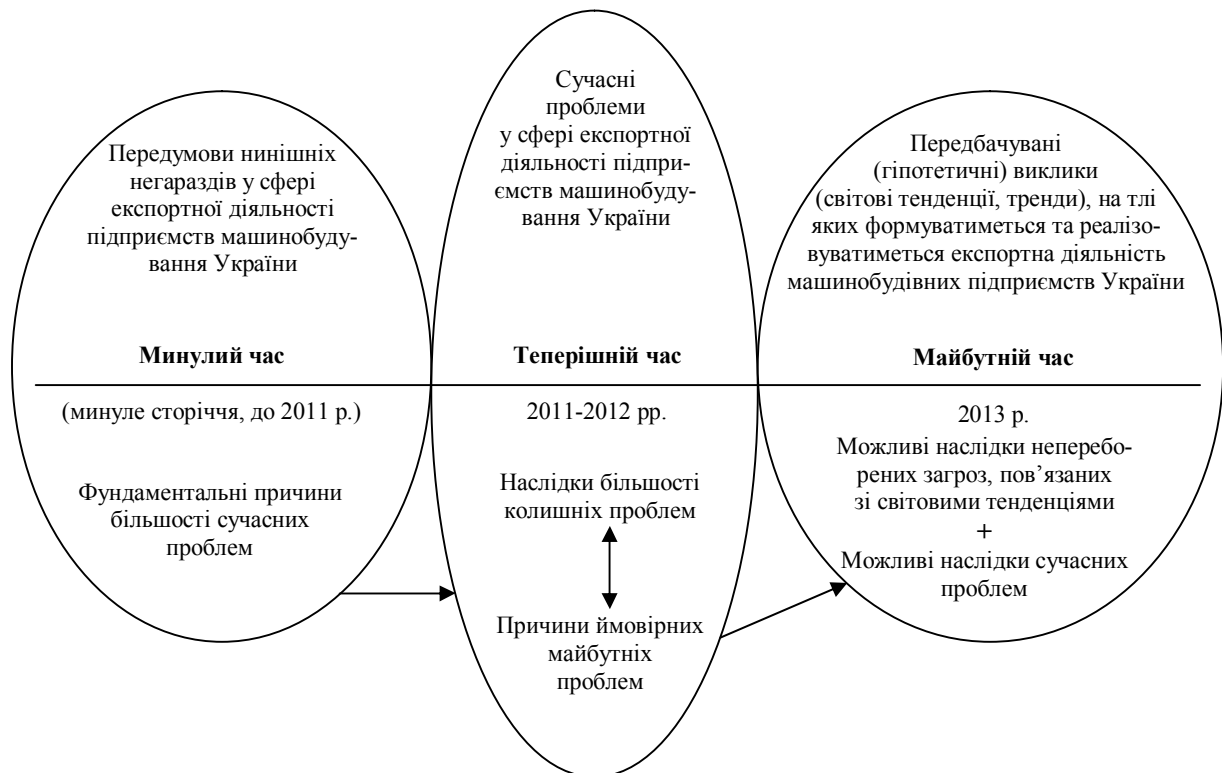 Передумови нинішніх
негараздів у сфері
експортної діяльності
підприємств машинобуду-
вання України
Минулий час
(минуле сторіччя, до 2011 р.)
Фундаментальні причини
більшості сучасних
проблем
Сучасні
проблеми
у сфері експортної
діяльності підпри-
ємств машинобуду-
вання України
Теперішній час
2011-2012 рр.
Наслідки більшості
колишніх проблем
Причини ймовірних
майбутніх
проблем
Передбачувані
(гіпотетичні) виклики
(світові тенденції, тренди), на тлі
яких формуватиметься та реалізо-
вуватиметься експортна діяльність
машинобудівних підприємств України
Майбутній час
2013 р.
Можливі наслідки неперебо-
рених загроз, пов’язаних
зі світовими тенденціями
+
Можливі наслідки сучасних
проблем